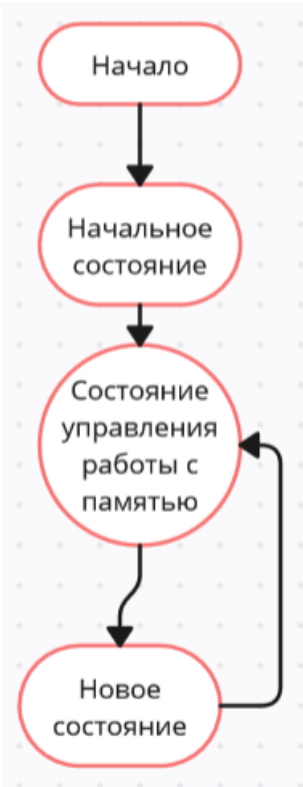 Начало
Начальное
состояние
Состояние
управления
работы с
памятью
Новое
состояние